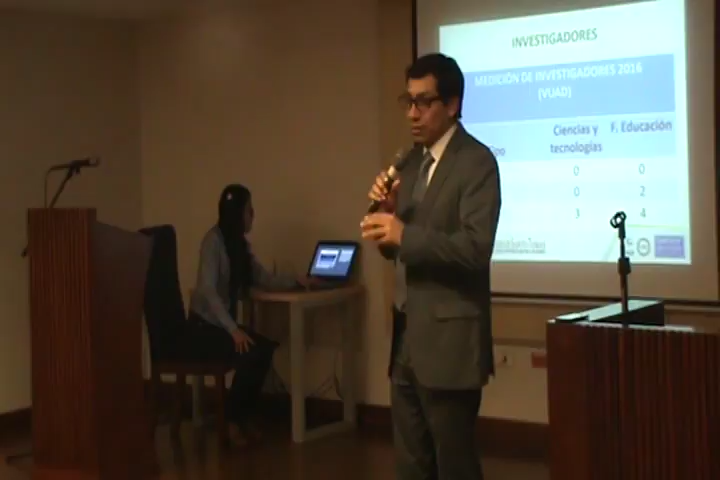 INVESTIGADORES
MEDICIÓN DE INVESTIGADORES 2016
(VUAD)
Ciencias y F. Educación
tecnologías
0 0
0 2
3 4